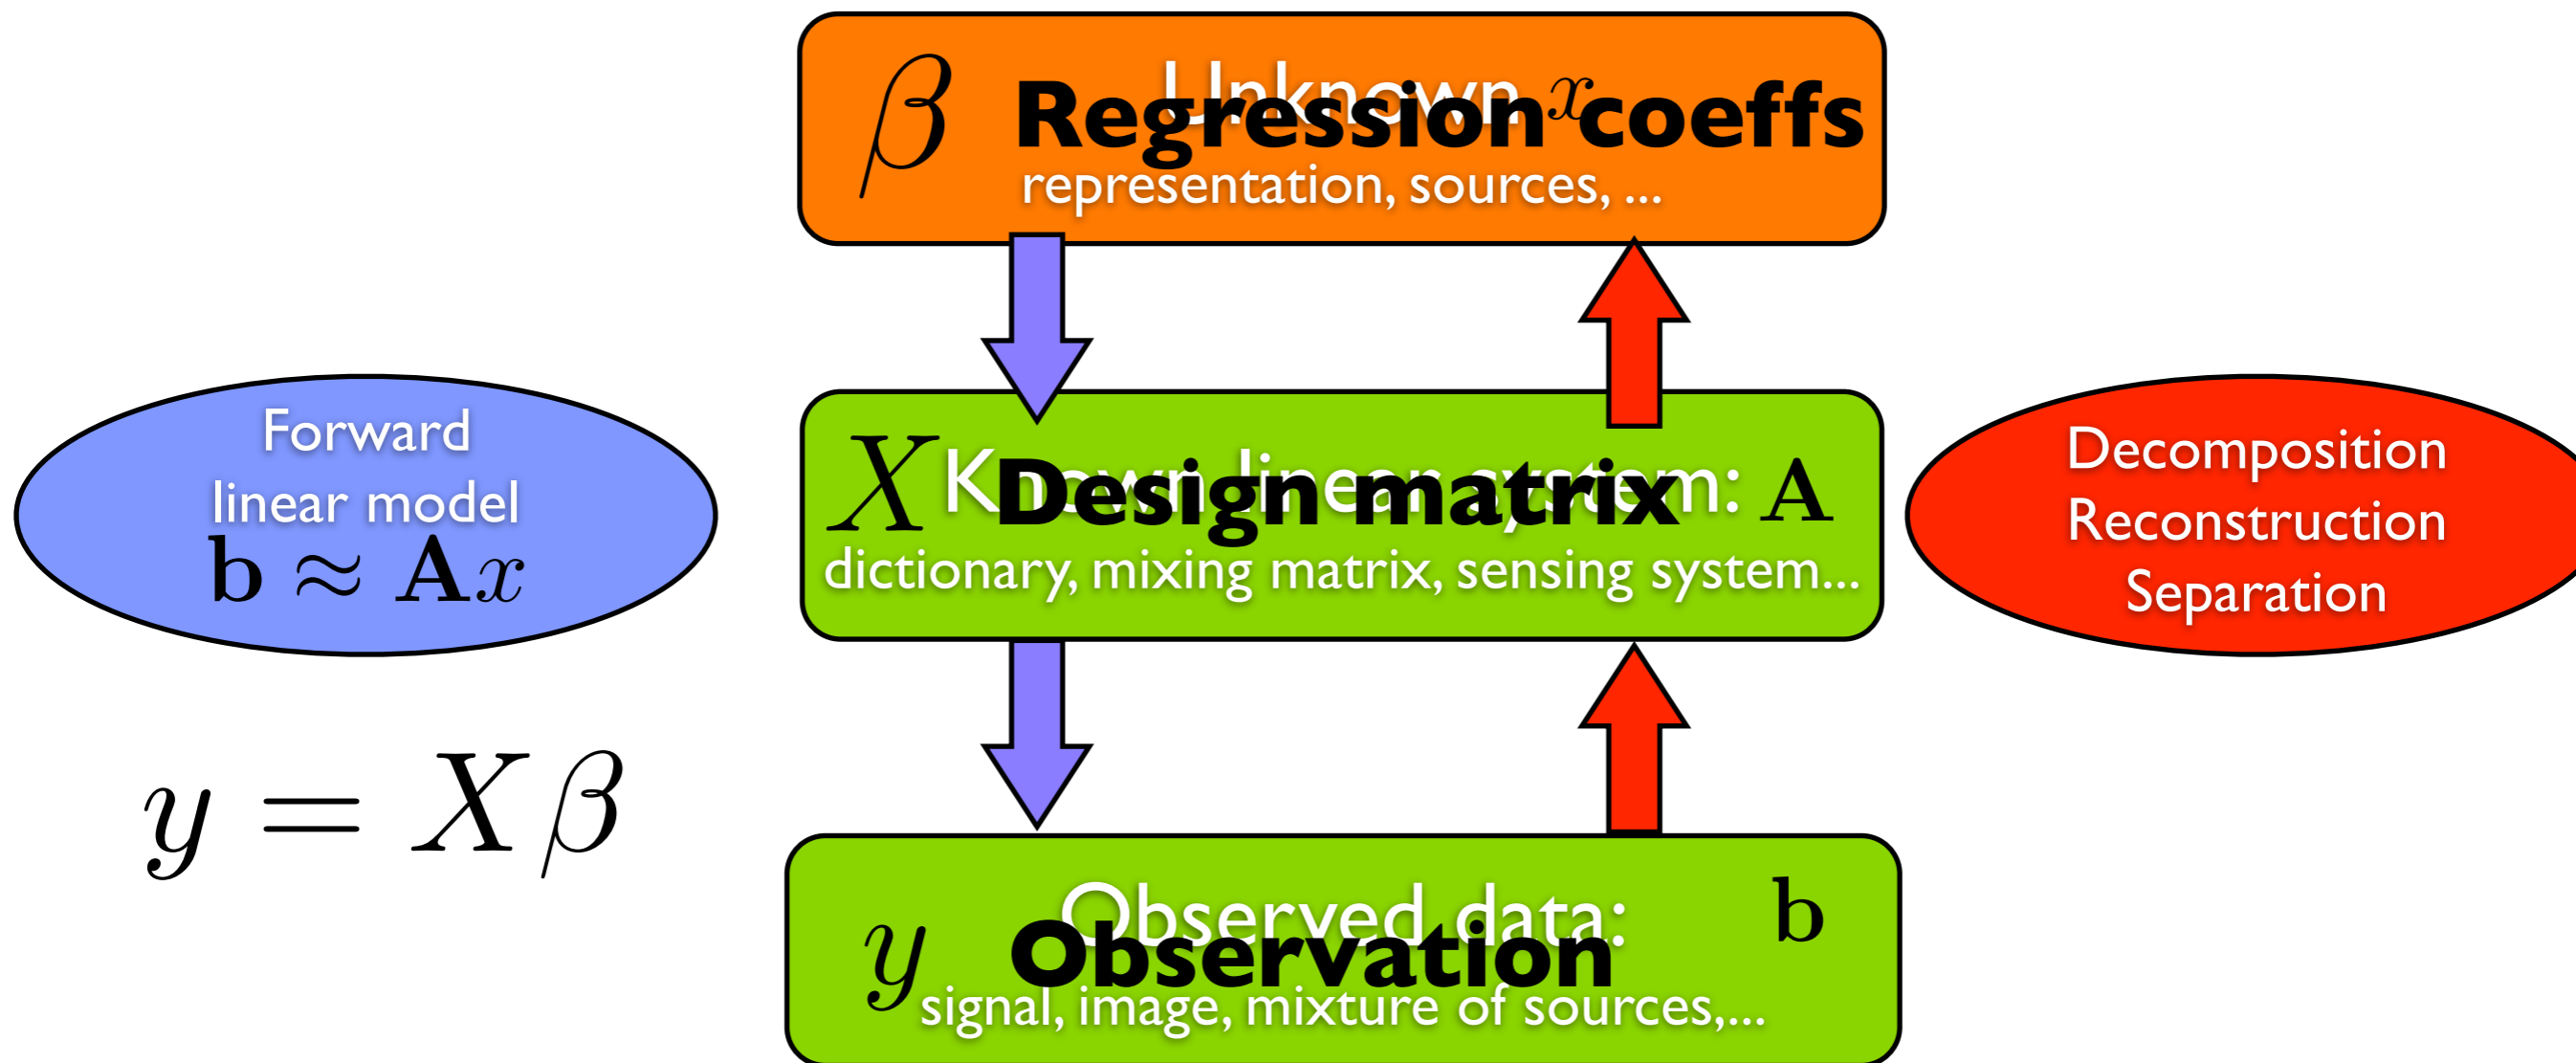 β Regression coeffs
Unknown x
representation, sources, ...
Forward
linear model
b ≈ Ax
X Design matrix
Known linear system: A
dictionary, mixing matrix, sensing system...
Decomposition
Reconstruction
Separation
y = Xβ
Observed data: b
y Observation
signal, image, mixture of sources,...